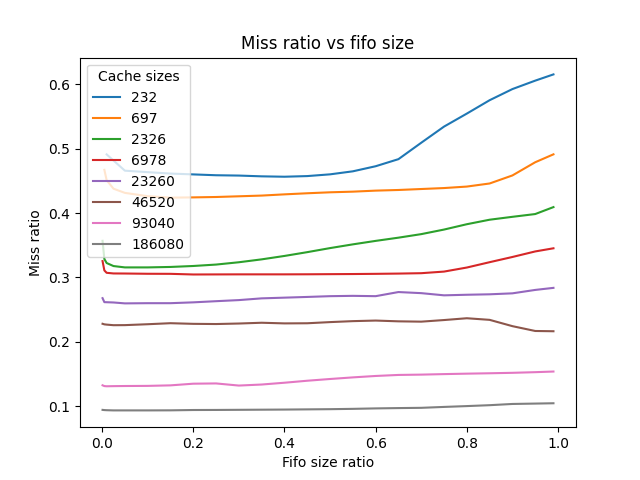 Miss ratio vs fifo size
Cache sizes
232
697
2326
6978
23260
46520
93040
186080
Miss ratio
0.6
0.5
0.4
0.3
0.2
0.1
0.0 0.2 0.4 0.6 0.8 1.0
Fifo size ratio